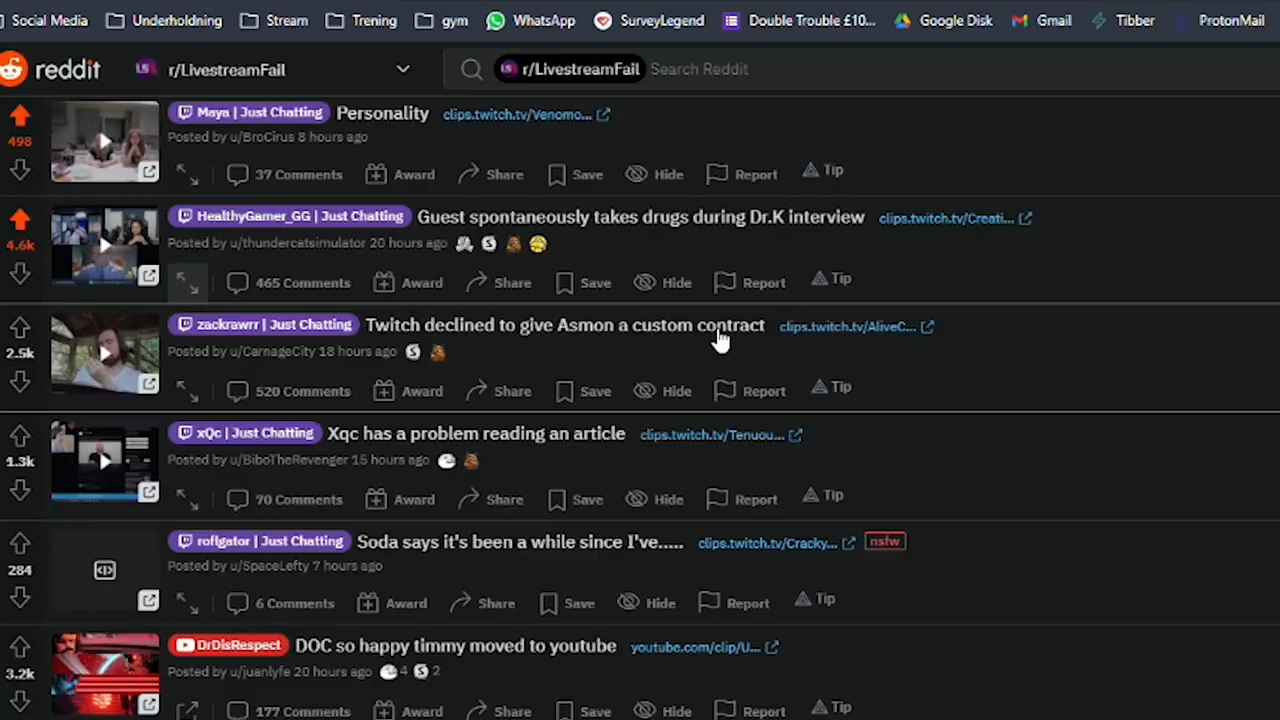 Social Media Underholdning Stream Trening gym WhatsApp SurveyLegend Double Trouble £10... Google Disk Gmail Tibber ProtonMail
reddit r/LivestreamFail r/LivestreamFail Search Reddit
Maya | Just Chatting Personality clips.twitch.tv/Venomo...
498 Posted by u/BroCirus 8 hours ago
37 Comments Award Share Save Hide Report Tip
HealthyGamer_GG | Just Chatting Guest spontaneously takes drugs during Dr.K interview clips.twitch.tv/Creati...
4.6k Posted by u/thundercatsimulator 20 hours ago
465 Comments Award Share Save Hide Report Tip
zackrawrr | Just Chatting Twitch declined to give Asmon a custom contract clips.twitch.tv/AliveC...
2.5k Posted by u/CarnageCity 18 hours ago
520 Comments Award Share Save Hide Report Tip
xQc | Just Chatting Xqc has a problem reading an article clips.twitch.tv/Tenuou...
1.3k Posted by u/BiboTheRevenger 15 hours ago
70 Comments Award Share Save Hide Report Tip
roflgator | Just Chatting Soda says it's been a while since I've..... clips.twitch.tv/Cracky... nsfw
284 Posted by u/SpaceLefty 7 hours ago
6 Comments Award Share Save Hide Report Tip
DrDisRespect DOC so happy timmy moved to youtube youtube.com/clip/U...
3.2k Posted by u/juanlyfe 20 hours ago 4 2
177 Comments Award Share Save Hide Report Tip